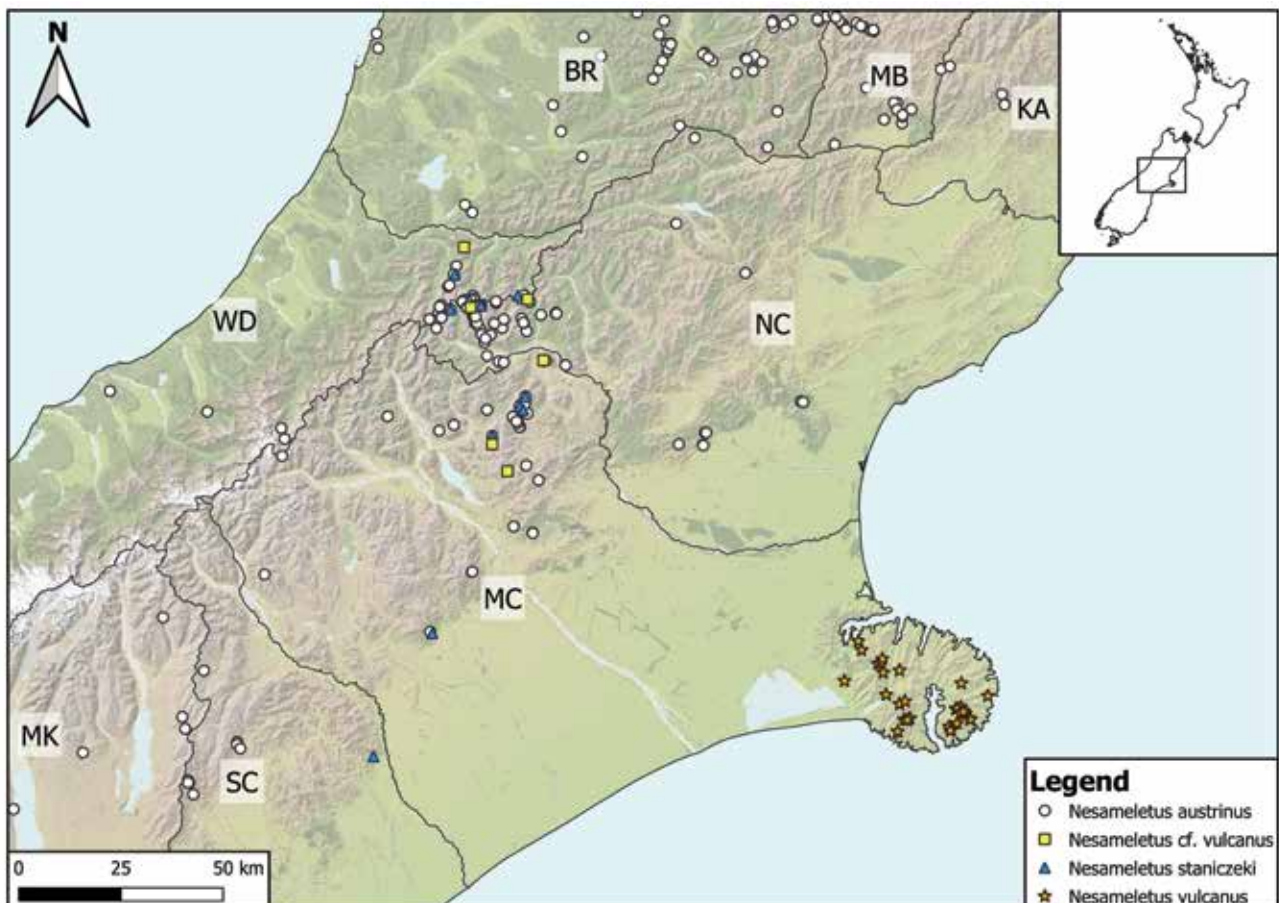 N
BR
MB
KA
WD
NC
MC
MK
SC
0 25 50 km
Legend
Nesameletus austrinus
Nesameletus cf. vulcanus
Nesameletus staniczeki
Nesameletus vulcanus